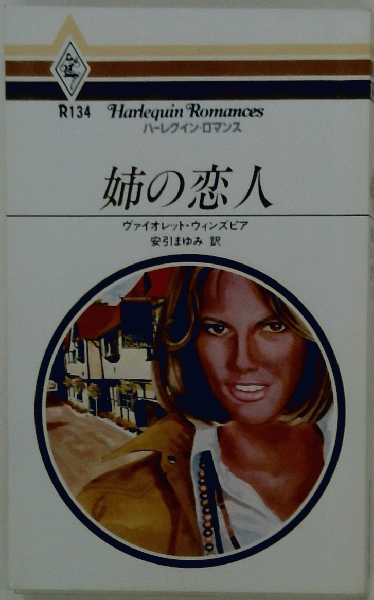 R134 Harlequin Romances
ハーレクイン・ロマンス
姉の恋人
ヴァイオレット・ウィンズピア
安引まゆみ 訳